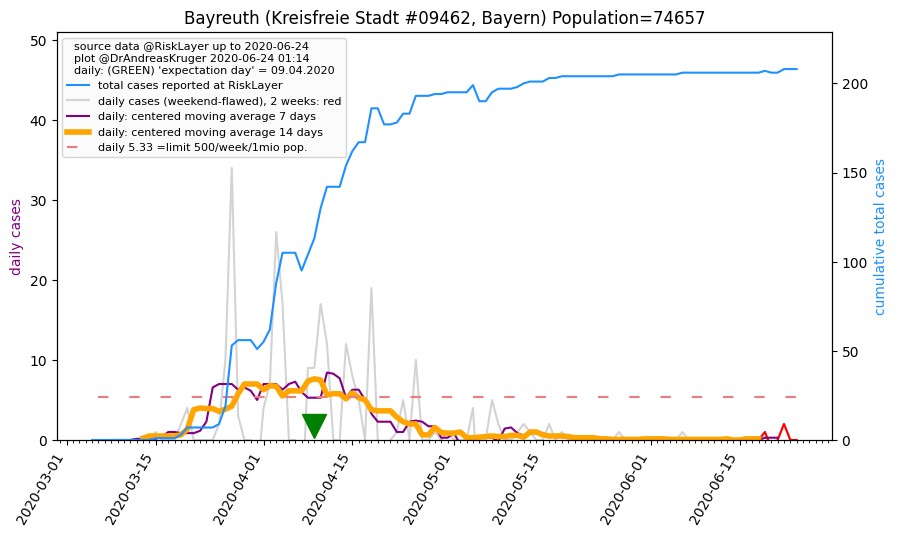 Bayreuth (Kreisfreie Stadt #09462, Bayern) Population=74657
source data @RiskLayer up to 2020-06-24
plot @DrAndreasKruger 2020-06-24 01:14
daily: (GREEN) 'expectation day' = 09.04.2020
total cases reported at RiskLayer
daily cases (weekend-flawed), 2 weeks: red
daily: centered moving average 7 days
daily: centered moving average 14 days
daily 5.33 =limit 500/week/1mio pop.
daily cases
50
40
30
20
10
0
cumulative total cases
200
150
100
50
0
2020-03-01
2020-03-15
2020-04-01
2020-04-15
2020-05-01
2020-05-15
2020-06-01
2020-06-15